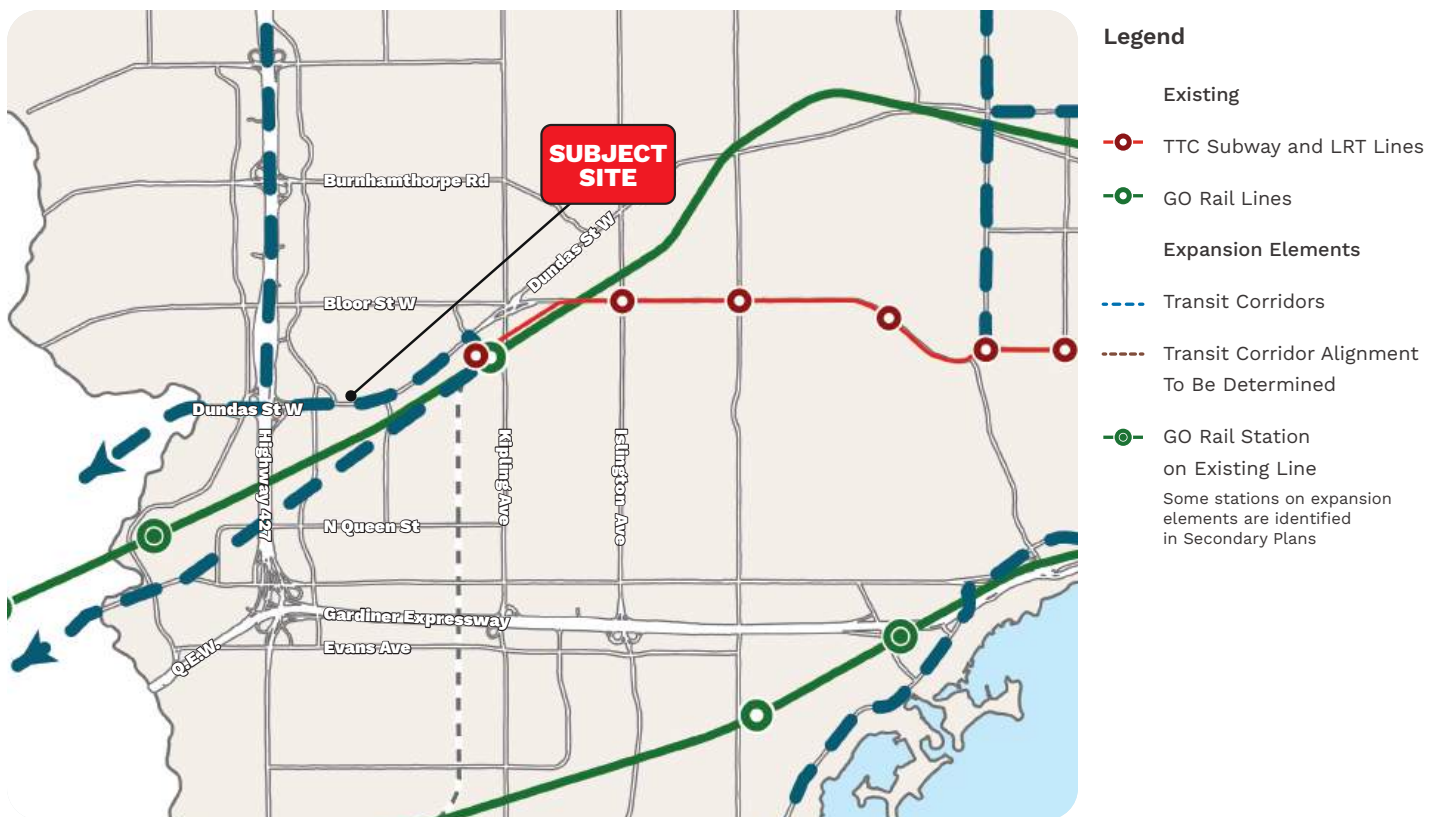 SUBJECT
SITE
Burnhamthorpe Rd
Dundas St W
Bloor St W
Dundas St W
Highway 427
Kipling Ave
Islington Ave
N Queen St
Gardiner Expressway
Evans Ave
Q.E.W.
Legend
Existing
TTC Subway and LRT Lines
GO Rail Lines
Expansion Elements
Transit Corridors
Transit Corridor Alignment
To Be Determined
GO Rail Station
on Existing Line
Some stations on expansion
elements are identified
in Secondary Plans